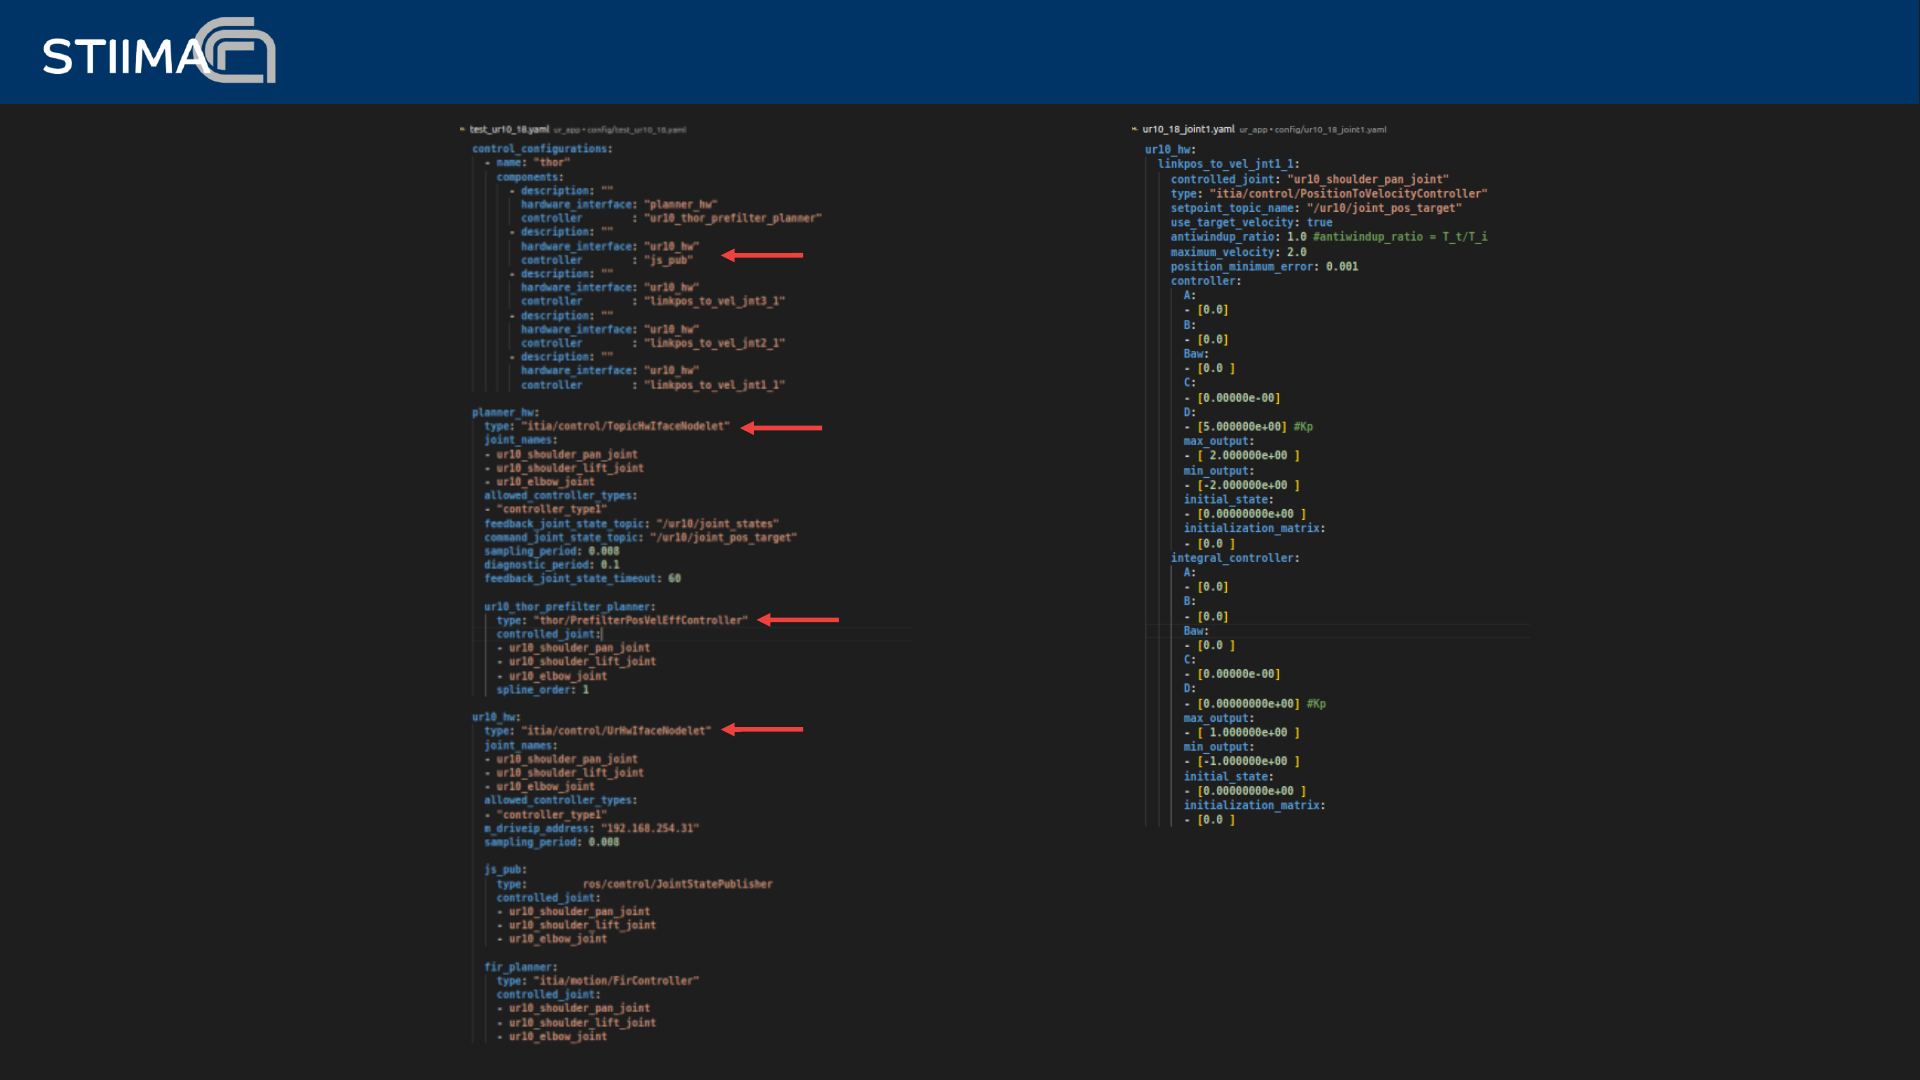 STIIMA
test_ur10_18.yaml ur_app • config/test_ur10_18.yaml
control_configurations:
- name: "thor"
components:
- description: ""
hardware_interface: "planner_hw"
controller : "ur10_thor_prefilter_planner"
- description: ""
hardware_interface: "ur10_hw"
controller : "js_pub"
- description: ""
hardware_interface: "ur10_hw"
controller : "linkpos_to_vel_jnt3_1"
- description: ""
hardware_interface: "ur10_hw"
controller : "linkpos_to_vel_jnt2_1"
- description: ""
hardware_interface: "ur10_hw"
controller : "linkpos_to_vel_jnt1_1"
planner_hw:
type: "itia/control/TopicHwIfaceNodelet"
joint_names:
- ur10_shoulder_pan_joint
- ur10_shoulder_lift_joint
- ur10_elbow_joint
allowed_controller_types:
- "controller_type1"
feedback_joint_state_topic: "/ur10/joint_states"
command_joint_state_topic: "/ur10/joint_pos_target"
sampling_period: 0.008
diagnostic_period: 0.1
feedback_joint_state_timeout: 60
ur10_thor_prefilter_planner:
type: "thor/PrefilterPosVelEffController"
controlled_joint:
- ur10_shoulder_pan_joint
- ur10_shoulder_lift_joint
- ur10_elbow_joint
spline_order: 1
ur10_hw:
type: "itia/control/UrHwIfaceNodelet"
joint_names:
- ur10_shoulder_pan_joint
- ur10_shoulder_lift_joint
- ur10_elbow_joint
allowed_controller_types:
- "controller_type1"
m_driveip_address: "192.168.254.31"
sampling_period: 0.008
js_pub:
type: ros/control/JointStatePublisher
controlled_joint:
- ur10_shoulder_pan_joint
- ur10_shoulder_lift_joint
- ur10_elbow_joint
fir_planner:
type: "itia/motion/FirController"
controlled_joint:
- ur10_shoulder_pan_joint
- ur10_shoulder_lift_joint
- ur10_elbow_joint
ur10_18_joint1.yaml ur_app • config/ur10_18_joint1.yaml
ur10_hw:
linkpos_to_vel_jnt1_1:
controlled_joint: "ur10_shoulder_pan_joint"
type: "itia/control/PositionToVelocityController"
setpoint_topic_name: "/ur10/joint_pos_target"
use_target_velocity: true
antiwindup_ratio: 1.0 #antiwindup_ratio = T_t/T_i
maximum_velocity: 2.0
position_minimum_error: 0.001
controller:
A:
- [0.0]
B:
- [0.0]
Baw:
- [0.0 ]
C:
- [0.00000e-00]
D:
- [5.000000e+00] #Kp
max_output:
- [ 2.000000e+00 ]
min_output:
- [-2.000000e+00 ]
initial_state:
- [0.00000000e+00 ]
initialization_matrix:
- [0.0 ]
integral_controller:
A:
- [0.0]
B:
- [0.0]
Baw:
- [0.0 ]
C:
- [0.00000e-00]
D:
- [0.00000000e+00] #Kp
max_output:
- [ 1.000000e+00 ]
min_output:
- [-1.000000e+00 ]
initial_state:
- [0.00000000e+00 ]
initialization_matrix:
- [0.0 ]